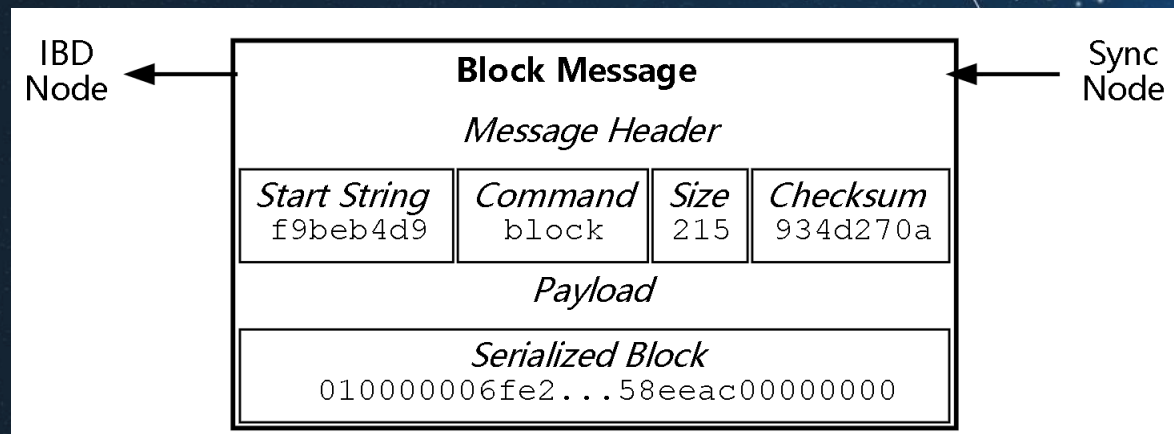 IBD
Node
Block Message
Sync
Node
Message Header
Start String
f9beb4d9
Command
block
Size
215
Checksum
934d270a
Payload
Serialized Block
010000006fe2...58eeac00000000